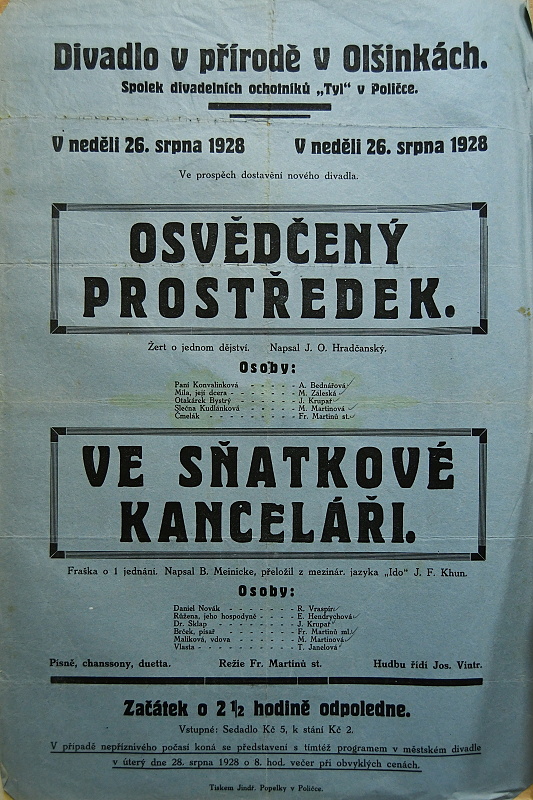 Divadlo v přírodě v Olšinkách.
Spolek divadelních ochotníků „Tyl" v Poličce.
V neděli 26. srpna 1928 V neděli 26. srpna 1928
Ve prospěch dostavění nového divadla.
OSVĚDČENÝ
PROSTŘEDEK.
Žert o jednom dějství. Napsal J. O. Hradčanský.
Osoby:
Paní Konvalinková - - - - - A. Bednářová
Míla, její dcera - - - - - - M. Záleská
Otakárek Bystrý - - - - - J. Krupař
Slečna Kudlánková - - - - - M. Martinová
Čmelák - - - - - - - - Fr. Martinů st.
VE SŇATKOVÉ
KANCELÁŘI.
Fraška o 1 jednání. Napsal B. Meinicke, přeložil z mezinár. jazyka „Ido" J. F. Khun.
Osoby:
Daniel Novák - - - - - - R. Vraspír
Růžena, jeho hospodyně - - - - E. Hendrychová
Dr. Sklap - - - - - - - J. Krupař
Brček, písař - - - - - - Fr. Martinů ml.
Malíková, vdova - - - - - M. Martinová
Vlasta - - - - - - - - T. Janelová
Písně, chanssony, duetta. Režie Fr. Martinů st. Hudbu řídí Jos. Vintr.
Začátek o 2 1/2 hodině odpoledne.
Vstupné: Sedadlo Kč 5, k stání Kč 2.
V případě nepříznivého počasí koná se představení s tímtéž programem v městském divadle
v úterý dne 28. srpna 1928 o 8. hod. večer při obvyklých cenách.
Tiskem Jindř. Popelky v Poličce.